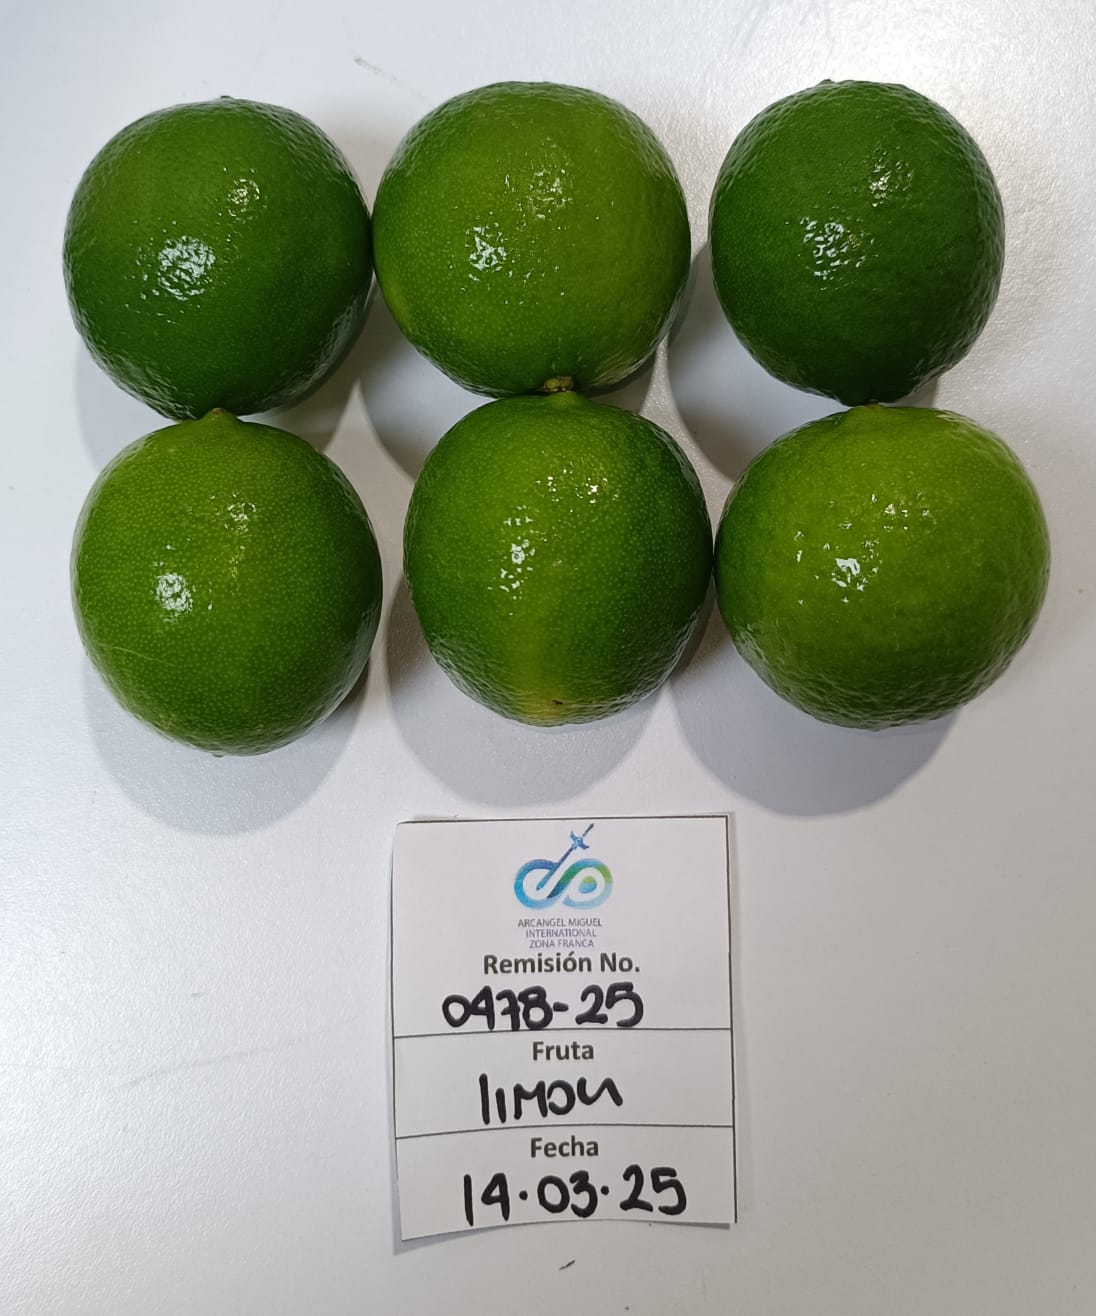 ARCANGEL MIGUEL
INTERNATIONAL
ZONA FRANCA
Remisión No.
0478-25
Fruta
limon
Fecha
14.03.25